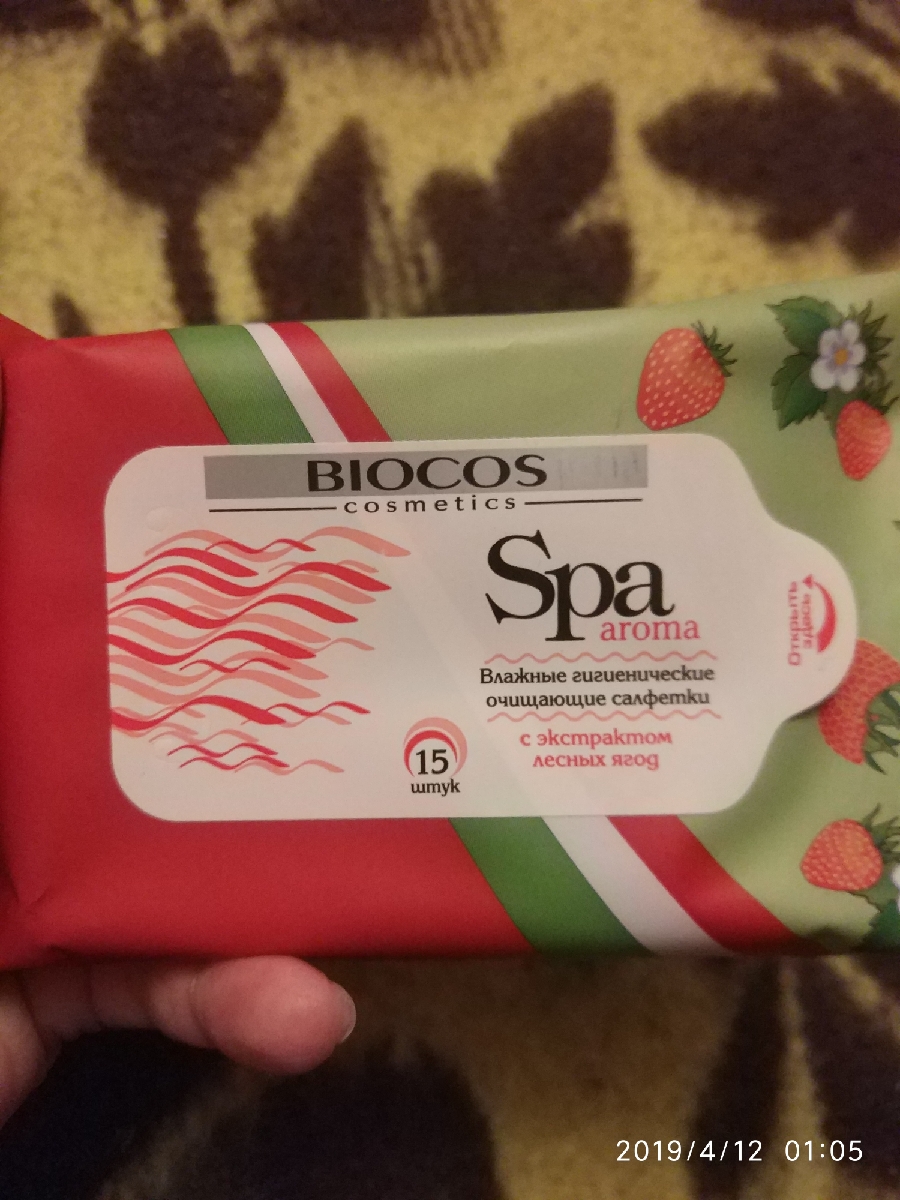 BIOCOS
cosmetics
Spa
aroma
Влажные гигиенические
очищающие салфетки
с экстрактом
лесных ягод
15
штук
Открыть
здесь
2019/4/12 01:05